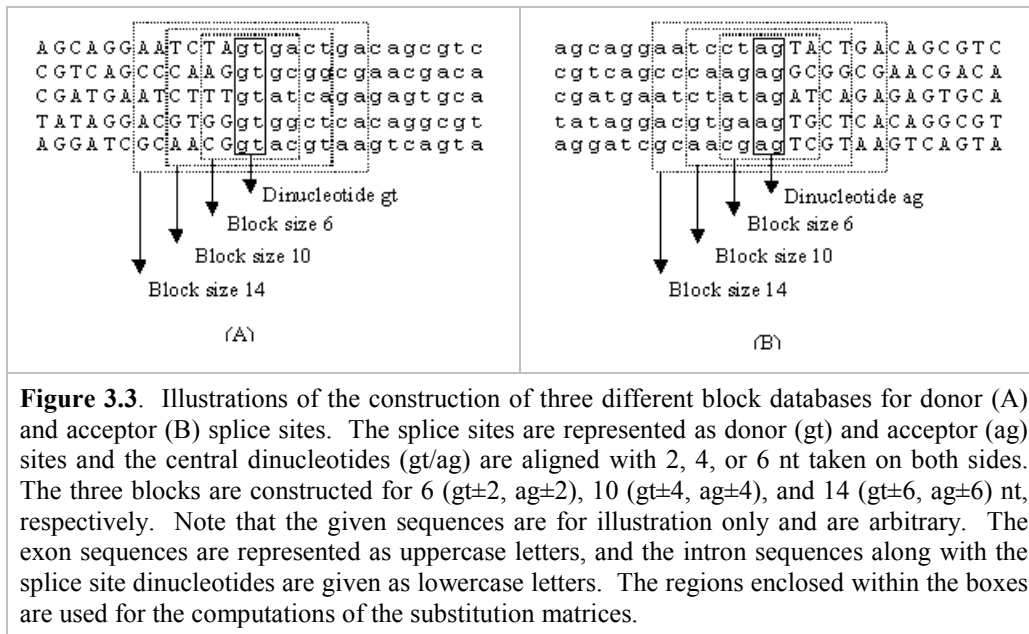 AGCAGGAATCTAgtgactgacagcgtc
CGTCAGCCCAAGgtgcggcgaacgaca
CGATGAATCTTTgtatcagagagtgca
TATAGGACGTGGgtggctcacaggcgt
AGGATCGCAACGgtacgtaagtcagta
Dinucleotide gt
Block size 6
Block size 10
Block size 14
(A)
agcaggaatcctagTACTGACAGCGTC
cgtcagcccaagagGCGGCGAACGACA
cgatgaatctatagATCAGAGAGTGCA
tataggacgtgaagTGCTCACAGGCGT
aggatcgcaacgagTCGTAAGTCAGTA
Dinucleotide ag
Block size 6
Block size 10
Block size 14
(B)
Figure 3.3. Illustrations of the construction of three different block databases for donor (A)
and acceptor (B) splice sites. The splice sites are represented as donor (gt) and acceptor (ag)
sites and the central dinucleotides (gt/ag) are aligned with 2, 4, or 6 nt taken on both sides.
The three blocks are constructed for 6 (gt±2, ag±2), 10 (gt±4, ag±4), and 14 (gt±6, ag±6) nt,
respectively. Note that the given sequences are for illustration only and are arbitrary. The
exon sequences are represented as uppercase letters, and the intron sequences along with the
splice site dinucleotides are given as lowercase letters. The regions enclosed within the boxes
are used for the computations of the substitution matrices.